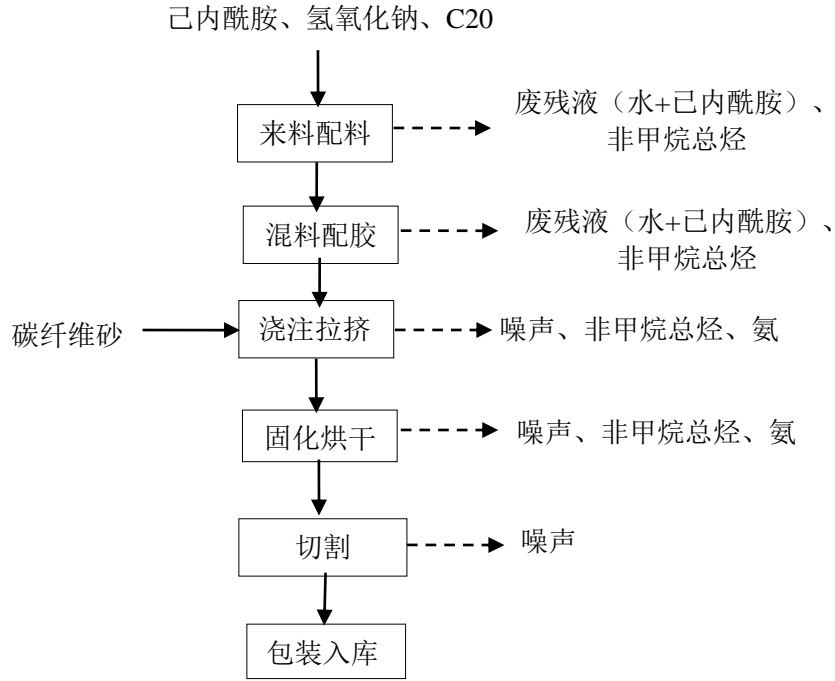 己内酰胺、氢氧化钠、C20
来料配料
废残液（水+己内酰胺）、
非甲烷总烃
混料配胶
废残液（水+己内酰胺）、
非甲烷总烃
碳纤维砂
浇注拉挤
噪声、非甲烷总烃、氨
固化烘干
噪声、非甲烷总烃、氨
切割
噪声
包装入库